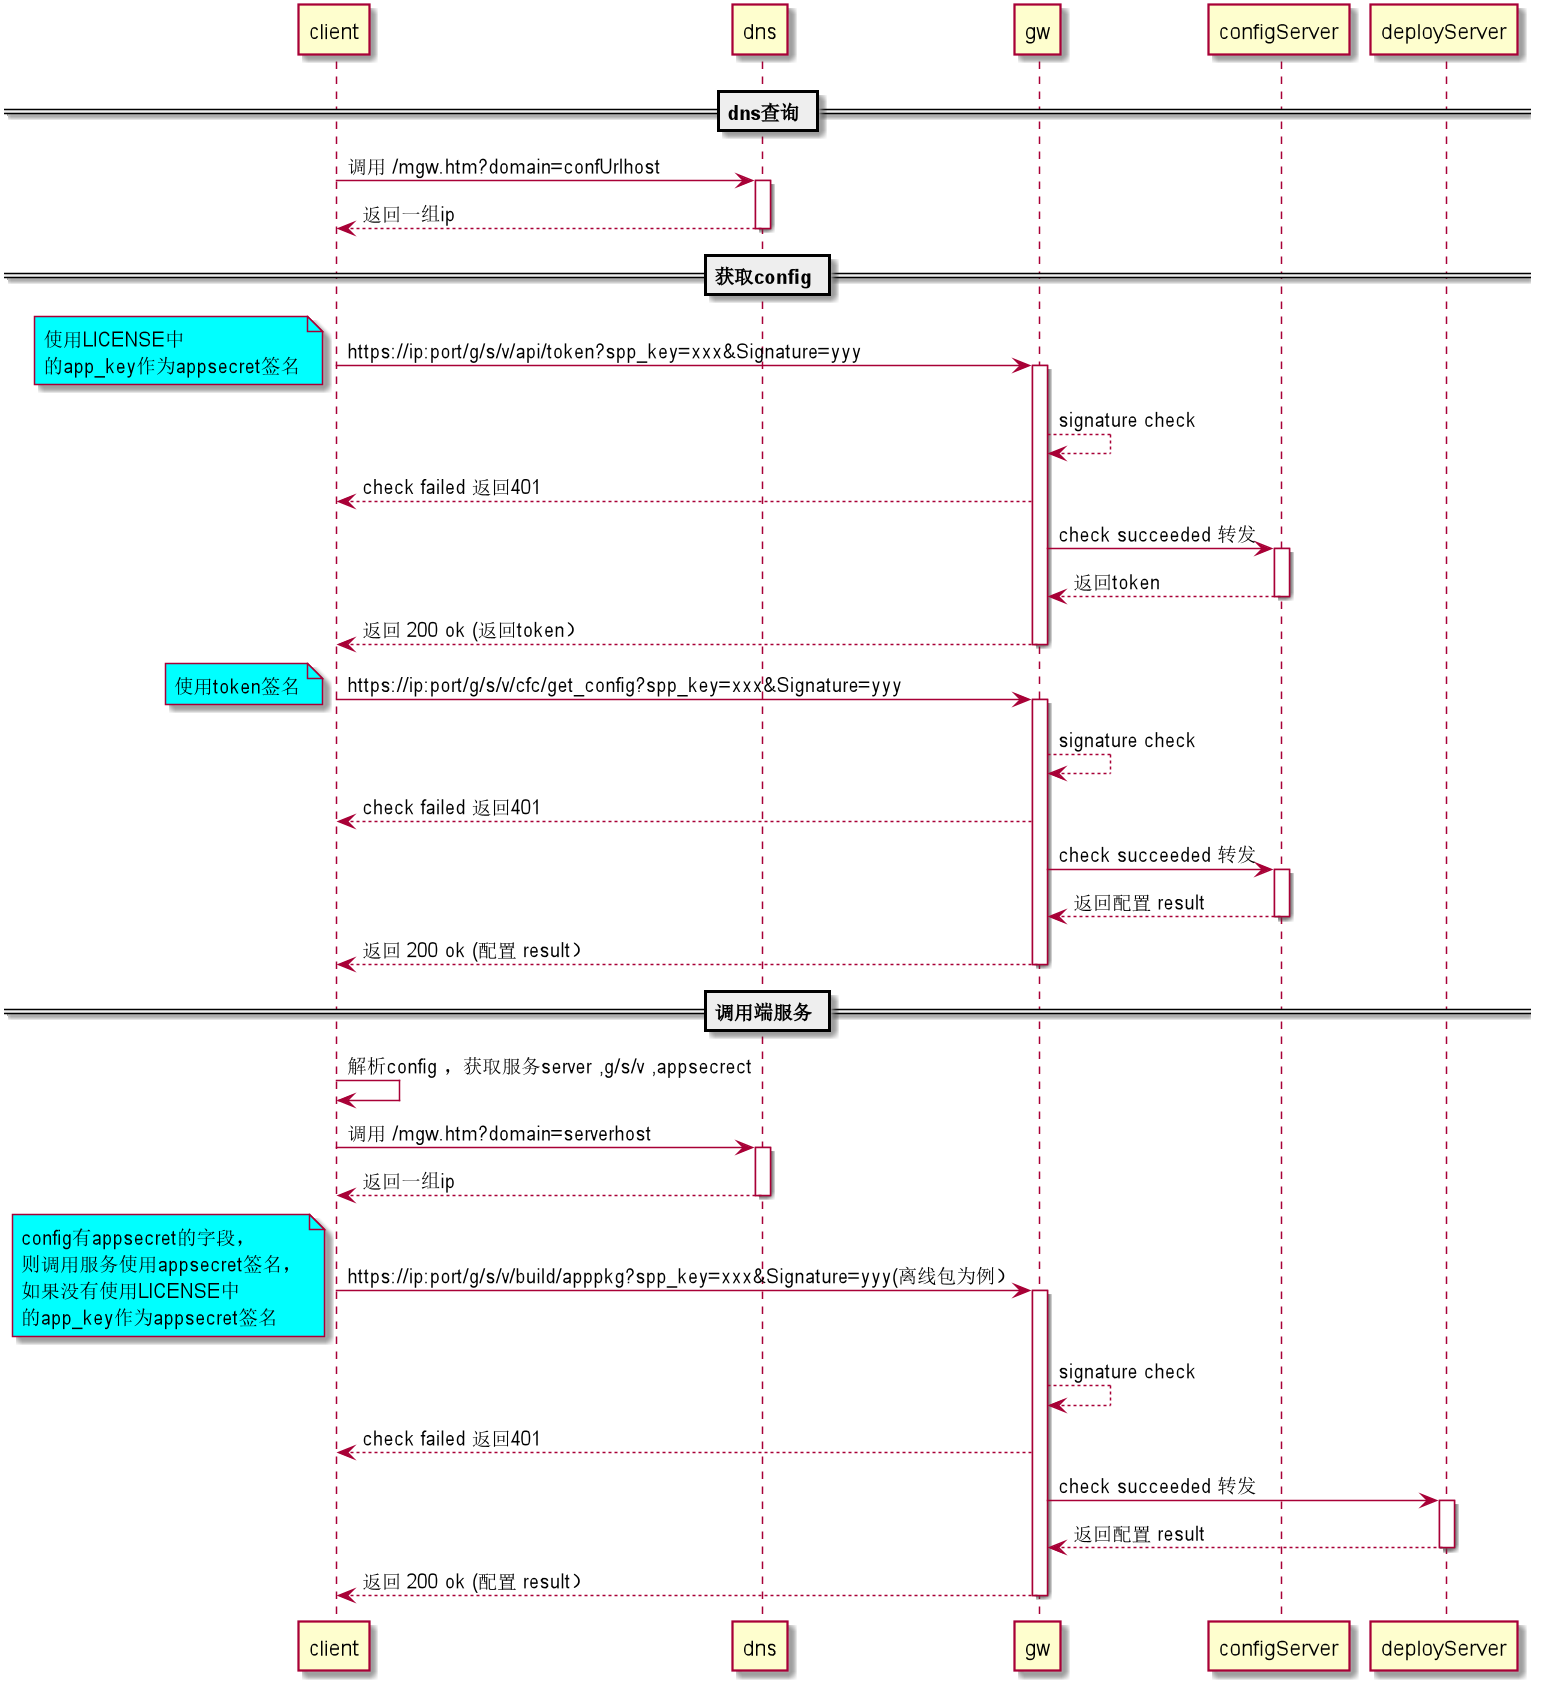 client
dns
gw
configServer
deployServer
dns查询
调用 /mgw.htm?domain=confUrlhost
返回一组ip
获取config
使用LICENSE中
的app_key作为appsecret签名
https://ip:port/g/s/v/api/token?spp_key=xxx&Signature=yyy
signature check
check failed 返回401
check succeeded 转发
返回token
返回 200 ok (返回token）
使用token签名
https://ip:port/g/s/v/cfc/get_config?spp_key=xxx&Signature=yyy
signature check
check failed 返回401
check succeeded 转发
返回配置 result
返回 200 ok (配置 result）
调用端服务
解析config ，获取服务server ,g/s/v ,appsecrect
调用 /mgw.htm?domain=serverhost
返回一组ip
config有appsecret的字段，
则调用服务使用appsecret签名，
如果没有使用LICENSE中
的app_key作为appsecret签名
https://ip:port/g/s/v/build/apppkg?spp_key=xxx&Signature=yyy(离线包为例）
signature check
check failed 返回401
check succeeded 转发
返回配置 result
返回 200 ok (配置 result）
client
dns
gw
configServer
deployServer